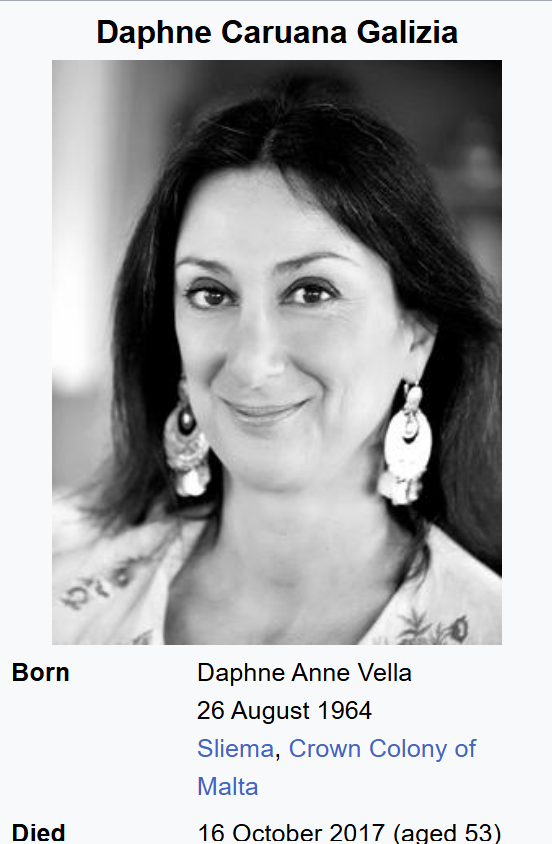 Daphne Caruana Galizia
Born
Daphne Anne Vella
26 August 1964
Sliema, Crown Colony of
Malta
Died
16 October 2017 (aged 53)